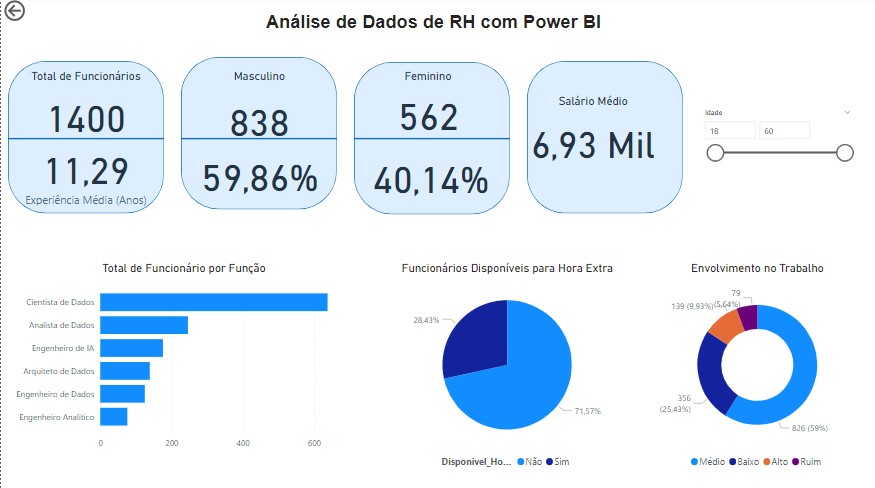 Análise de Dados de RH com Power BI
Total de Funcionários
1400
11,29
Experiência Média (Anos)
Masculino
838
59,86%
Feminino
562
40,14%
Salário Médio
6,93 Mil
Idade
18
60
Total de Funcionário por Função
Cientista de Dados
Analista de Dados
Engenheiro de IA
Arquiteto de Dados
Engenheiro de Dados
Engenheiro Analítico
0 200 400 600
Funcionários Disponíveis para Hora Extra
28,43%
71,57%
Disponivel_Ho... Não Sim
Envolvimento no Trabalho
79
(5,64%)
139 (9,93%)
356
(25,43%)
826 (59%)
Médio Baixo Alto Ruim